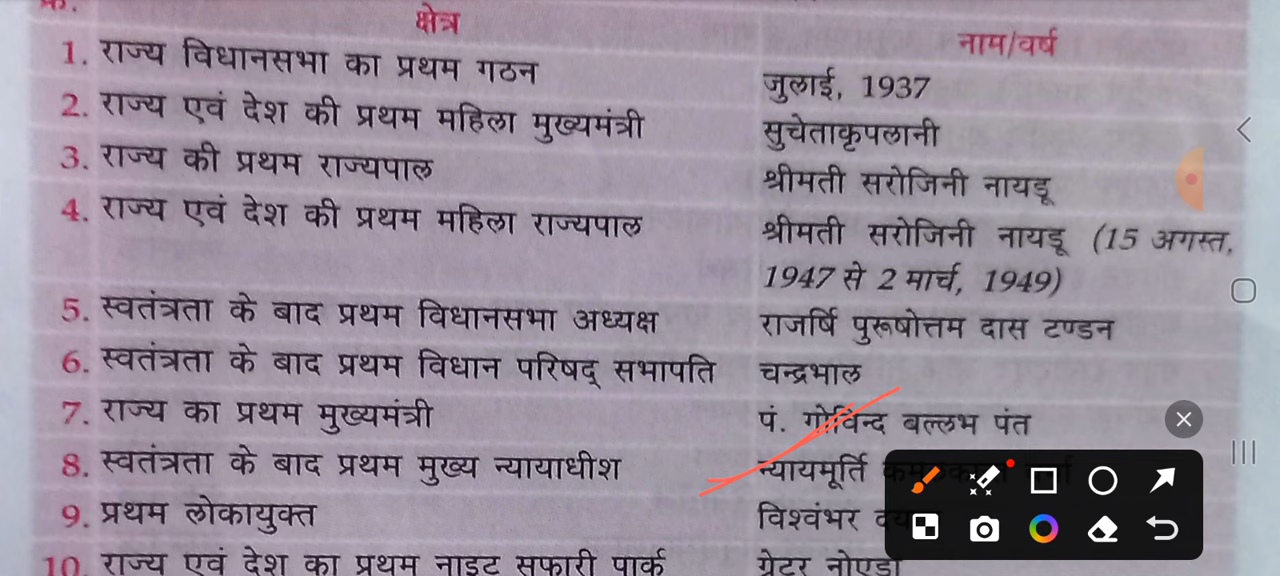 क्र. क्षेत्र नाम/वर्ष
1. राज्य विधानसभा का प्रथम गठन जुलाई, 1937
2. राज्य एवं देश की प्रथम महिला मुख्यमंत्री सुचेताकृपलानी
3. राज्य की प्रथम राज्यपाल श्रीमती सरोजिनी नायडू
4. राज्य एवं देश की प्रथम महिला राज्यपाल श्रीमती सरोजिनी नायडू (15 अगस्त,
1947 से 2 मार्च, 1949)
5. स्वतंत्रता के बाद प्रथम विधानसभा अध्यक्ष राजर्षि पुरूषोत्तम दास टण्डन
6. स्वतंत्रता के बाद प्रथम विधान परिषद् सभापति चन्द्रभाल
7. राज्य का प्रथम मुख्यमंत्री पं. गोविन्द बल्लभ पंत
8. स्वतंत्रता के बाद प्रथम मुख्य न्यायाधीश न्यायमूर्ति
9. प्रथम लोकायुक्त विश्वंभर
10. राज्य एवं देश का प्रथम नाइट सफारी पार्क ग्रेटर नोएडा